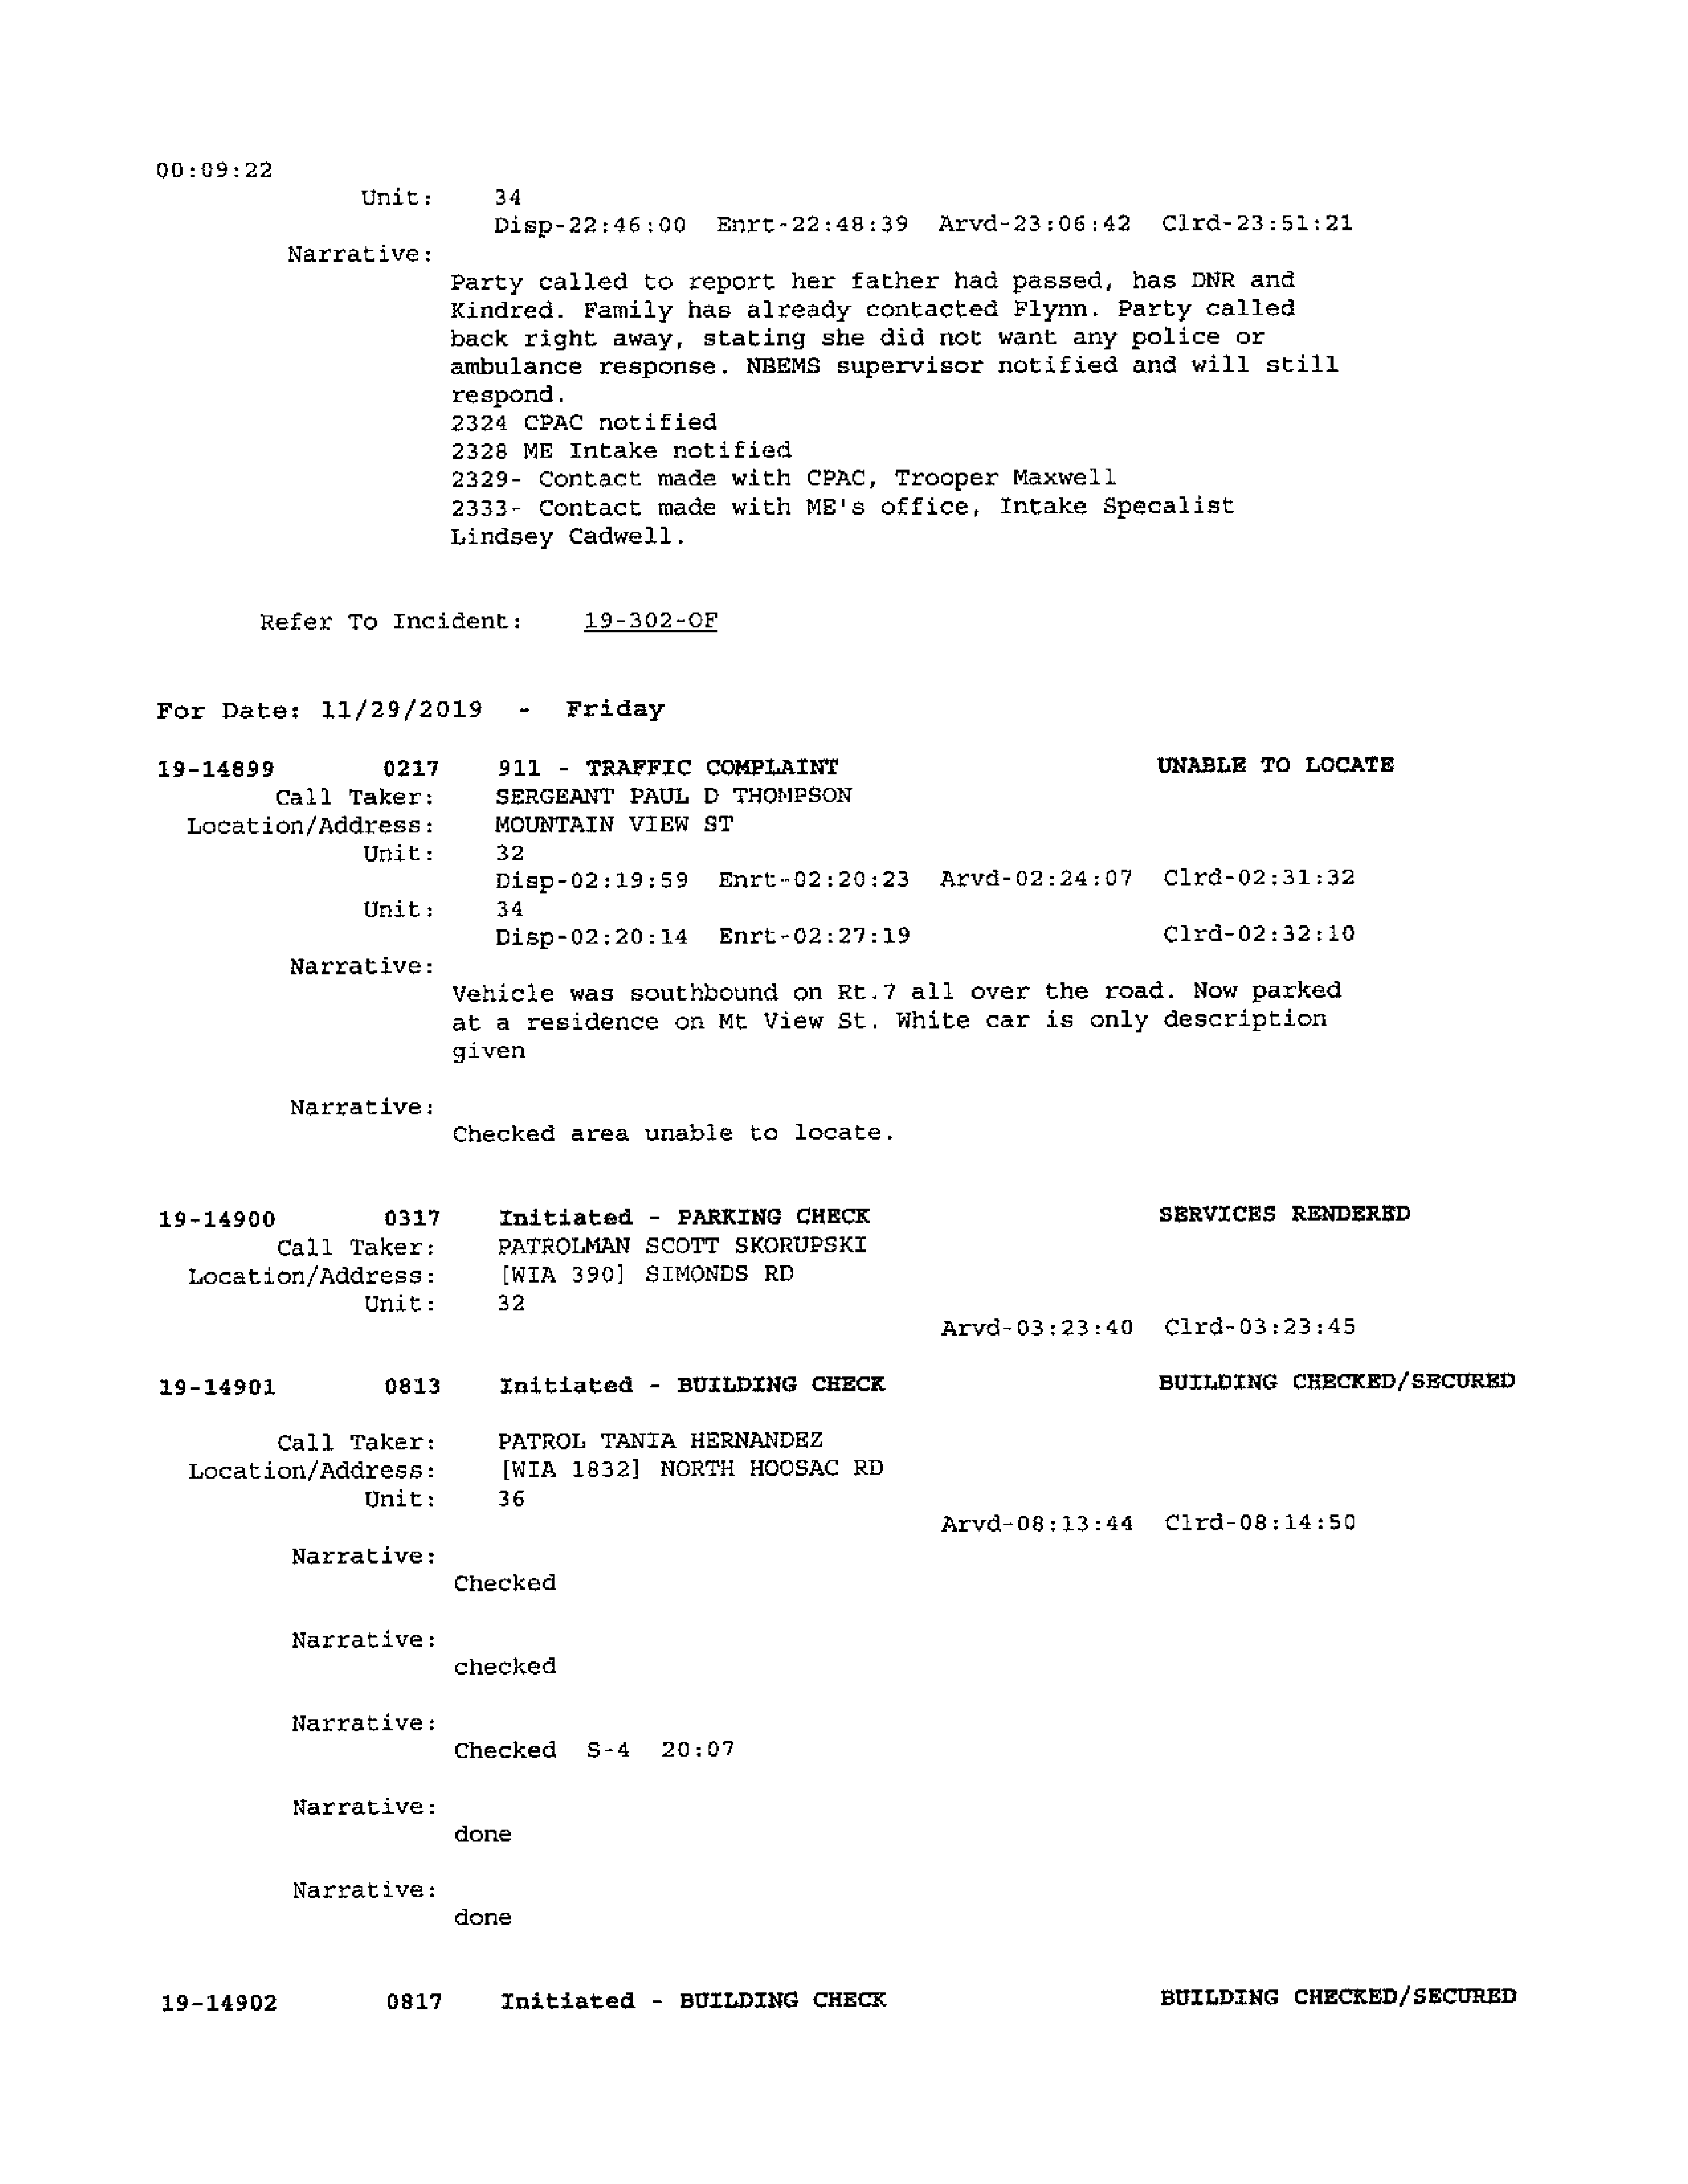 00:09:22
Unit: 34
Disp-22:46:00 Enrt-22:48:39 Arvd-23:06:42 Clrd-23:51:21
Narrative:
Party called to report her father had passed, has DNR and
Kindred. Family has already contacted Flynn. Party called
back right away, stating she did not want any police or
ambulance response. NBEMS supervisor notified and will still
respond.
2324 CPAC notified
2328 ME Intake notified
2329- Contact made with CPAC, Trooper Maxwell
2333- Contact made with ME's office, Intake Specalist
Lindsey Cadwell.
Refer To Incident: 19-302-OF
For Date: 11/29/2019 - Friday
19-14899 0217 911 - TRAFFIC COMPLAINT UNABLE TO LOCATE
Call Taker: SERGEANT PAUL D THOMPSON
Location/Address: MOUNTAIN VIEW ST
Unit: 32
Disp-02:19:59 Enrt-02:20:23 Arvd-02:24:07 Clrd-02:31:32
Unit: 34
Disp-02:20:14 Enrt-02:27:19 Clrd-02:32:10
Narrative:
Vehicle was southbound on Rt.7 all over the road. Now parked
at a residence on Mt View St. White car is only description
given
Narrative:
Checked area unable to locate.
19-14900 0317 Initiated - PARKING CHECK SERVICES RENDERED
Call Taker: PATROLMAN SCOTT SKORUPSKI
Location/Address: [WIA 390] SIMONDS RD
Unit: 32
Arvd-03:23:40 Clrd-03:23:45
19-14901 0813 Initiated - BUILDING CHECK BUILDING CHECKED/SECURED
Call Taker: PATROL TANIA HERNANDEZ
Location/Address: [WIA 1832] NORTH HOOSAC RD
Unit: 36
Arvd-08:13:44 Clrd-08:14:50
Narrative:
Checked
Narrative:
checked
Narrative:
Checked S-4 20:07
Narrative:
done
Narrative:
done
19-14902 0817 Initiated - BUILDING CHECK BUILDING CHECKED/SECURED